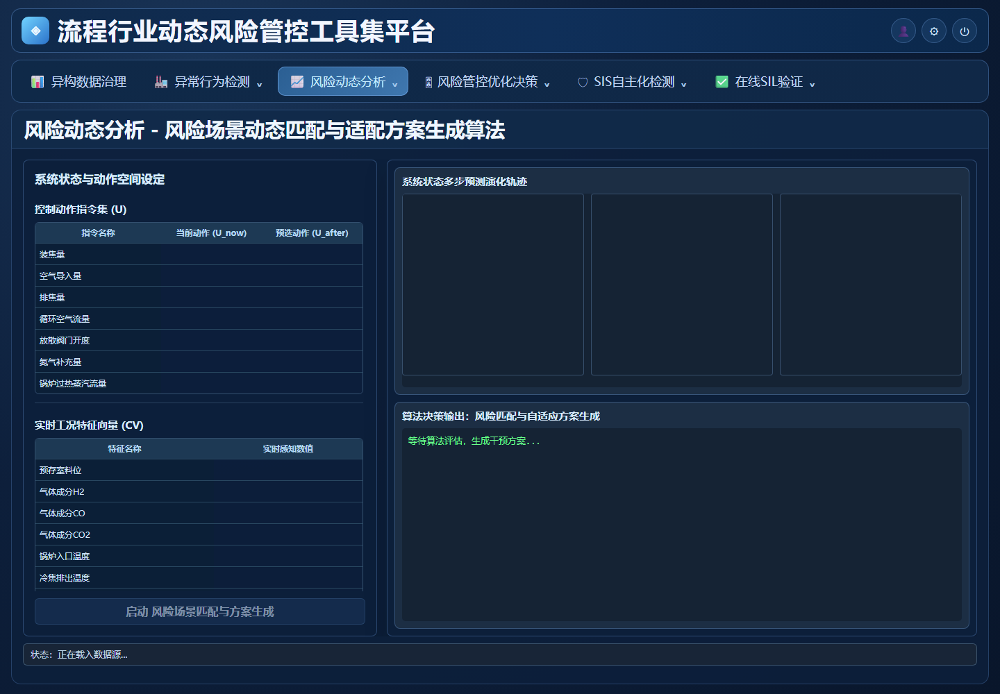 流程行业动态风险管控工具集平台
异构数据治理
异常行为检测
风险动态分析
风险管控优化决策
SIS自主化检测
在线SIL验证
风险动态分析 - 风险场景动态匹配与适配方案生成算法
系统状态与动作空间设定
控制动作指令集 (U)
指令名称 当前动作 (U_now) 预选动作 (U_after)
装焦量
空气导入量
排焦量
循环空气流量
放散阀门开度
氮气补充量
锅炉过热蒸汽流量
实时工况特征向量 (CV)
特征名称 实时感知数值
预存室料位
气体成分H2
气体成分CO
气体成分CO2
锅炉入口温度
冷焦排出温度
启动 风险场景匹配与方案生成
系统状态多步预测演化轨迹
算法决策输出：风险匹配与自适应方案生成
等待算法评估，生成干预方案...
状态：正在载入数据源...